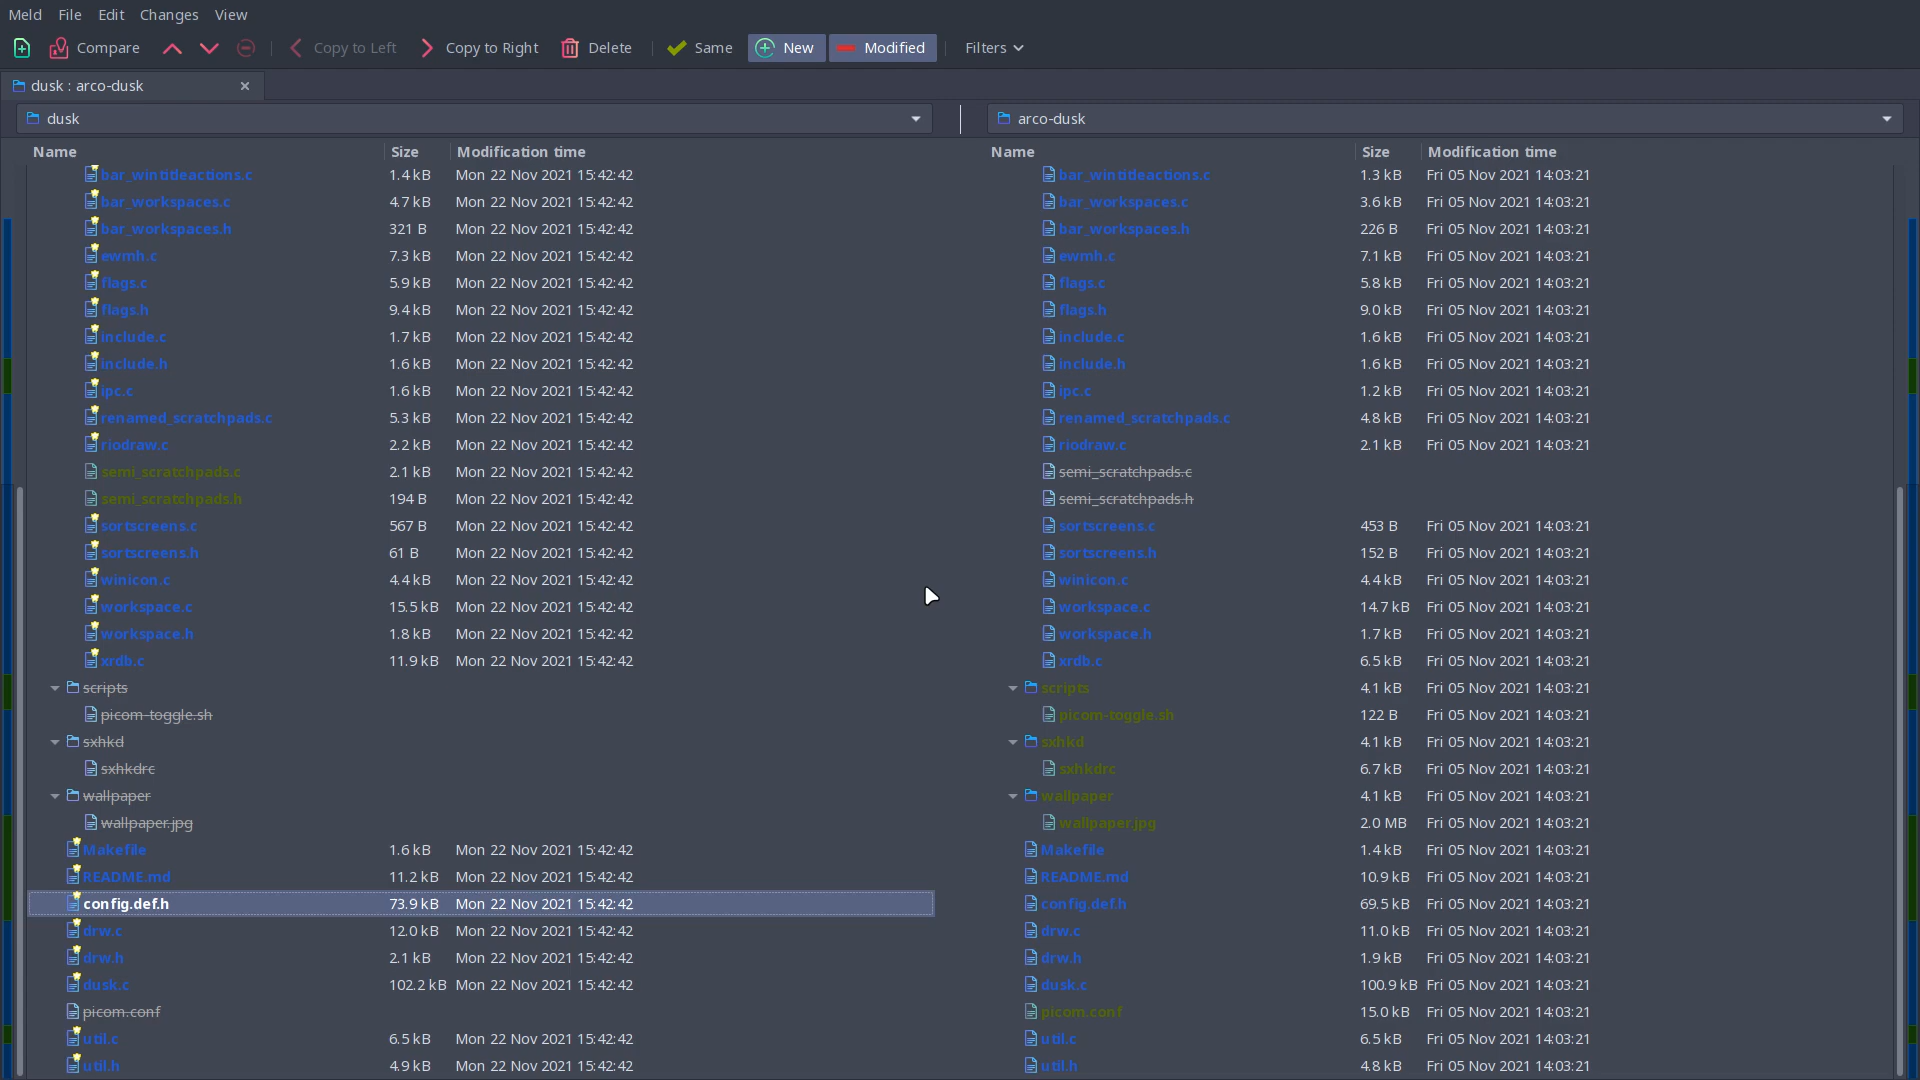 Meld File Edit Changes View
Compare Copy to Left Copy to Right Delete Same New Modified Filters
dusk : arco-dusk
dusk arco-dusk
Name Size Modification time Name Size Modification time
bar_wintitleactions.c 1.4 kB Mon 22 Nov 2021 15:42:42 bar_wintitleactions.c 1.3 kB Fri 05 Nov 2021 14:03:21
bar_workspaces.c 4.7 kB Mon 22 Nov 2021 15:42:42 bar_workspaces.c 3.6 kB Fri 05 Nov 2021 14:03:21
bar_workspaces.h 321 B Mon 22 Nov 2021 15:42:42 bar_workspaces.h 226 B Fri 05 Nov 2021 14:03:21
ewmh.c 7.3 kB Mon 22 Nov 2021 15:42:42 ewmh.c 7.1 kB Fri 05 Nov 2021 14:03:21
flags.c 5.9 kB Mon 22 Nov 2021 15:42:42 flags.c 5.8 kB Fri 05 Nov 2021 14:03:21
flags.h 9.4 kB Mon 22 Nov 2021 15:42:42 flags.h 9.0 kB Fri 05 Nov 2021 14:03:21
include.c 1.7 kB Mon 22 Nov 2021 15:42:42 include.c 1.6 kB Fri 05 Nov 2021 14:03:21
include.h 1.6 kB Mon 22 Nov 2021 15:42:42 include.h 1.6 kB Fri 05 Nov 2021 14:03:21
ipc.c 1.6 kB Mon 22 Nov 2021 15:42:42 ipc.c 1.2 kB Fri 05 Nov 2021 14:03:21
renamed_scratchpads.c 5.3 kB Mon 22 Nov 2021 15:42:42 renamed_scratchpads.c 4.8 kB Fri 05 Nov 2021 14:03:21
riodraw.c 2.2 kB Mon 22 Nov 2021 15:42:42 riodraw.c 2.1 kB Fri 05 Nov 2021 14:03:21
semi_scratchpads.c 2.1 kB Mon 22 Nov 2021 15:42:42 semi_scratchpads.c
semi_scratchpads.h 194 B Mon 22 Nov 2021 15:42:42 semi_scratchpads.h
sortscreens.c 567 B Mon 22 Nov 2021 15:42:42 sortscreens.c 453 B Fri 05 Nov 2021 14:03:21
sortscreens.h 61 B Mon 22 Nov 2021 15:42:42 sortscreens.h 152 B Fri 05 Nov 2021 14:03:21
winicon.c 4.4 kB Mon 22 Nov 2021 15:42:42 winicon.c 4.4 kB Fri 05 Nov 2021 14:03:21
workspace.c 15.5 kB Mon 22 Nov 2021 15:42:42 workspace.c 14.7 kB Fri 05 Nov 2021 14:03:21
workspace.h 1.8 kB Mon 22 Nov 2021 15:42:42 workspace.h 1.7 kB Fri 05 Nov 2021 14:03:21
xrdb.c 11.9 kB Mon 22 Nov 2021 15:42:42 xrdb.c 6.5 kB Fri 05 Nov 2021 14:03:21
scripts scripts 4.1 kB Fri 05 Nov 2021 14:03:21
picom-toggle.sh picom-toggle.sh 122 B Fri 05 Nov 2021 14:03:21
sxhkd sxhkd 4.1 kB Fri 05 Nov 2021 14:03:21
sxhkdrc sxhkdrc 6.7 kB Fri 05 Nov 2021 14:03:21
wallpaper wallpaper 4.1 kB Fri 05 Nov 2021 14:03:21
wallpaper.jpg wallpaper.jpg 2.0 MB Fri 05 Nov 2021 14:03:21
Makefile 1.6 kB Mon 22 Nov 2021 15:42:42 Makefile 1.4 kB Fri 05 Nov 2021 14:03:21
README.md 11.2 kB Mon 22 Nov 2021 15:42:42 README.md 10.9 kB Fri 05 Nov 2021 14:03:21
config.def.h 73.9 kB Mon 22 Nov 2021 15:42:42 config.def.h 69.5 kB Fri 05 Nov 2021 14:03:21
drw.c 12.0 kB Mon 22 Nov 2021 15:42:42 drw.c 11.0 kB Fri 05 Nov 2021 14:03:21
drw.h 2.1 kB Mon 22 Nov 2021 15:42:42 drw.h 1.9 kB Fri 05 Nov 2021 14:03:21
dusk.c 102.2 kB Mon 22 Nov 2021 15:42:42 dusk.c 100.9 kB Fri 05 Nov 2021 14:03:21
picom.conf picom.conf 15.0 kB Fri 05 Nov 2021 14:03:21
util.c 6.5 kB Mon 22 Nov 2021 15:42:42 util.c 6.5 kB Fri 05 Nov 2021 14:03:21
util.h 4.9 kB Mon 22 Nov 2021 15:42:42 util.h 4.8 kB Fri 05 Nov 2021 14:03:21